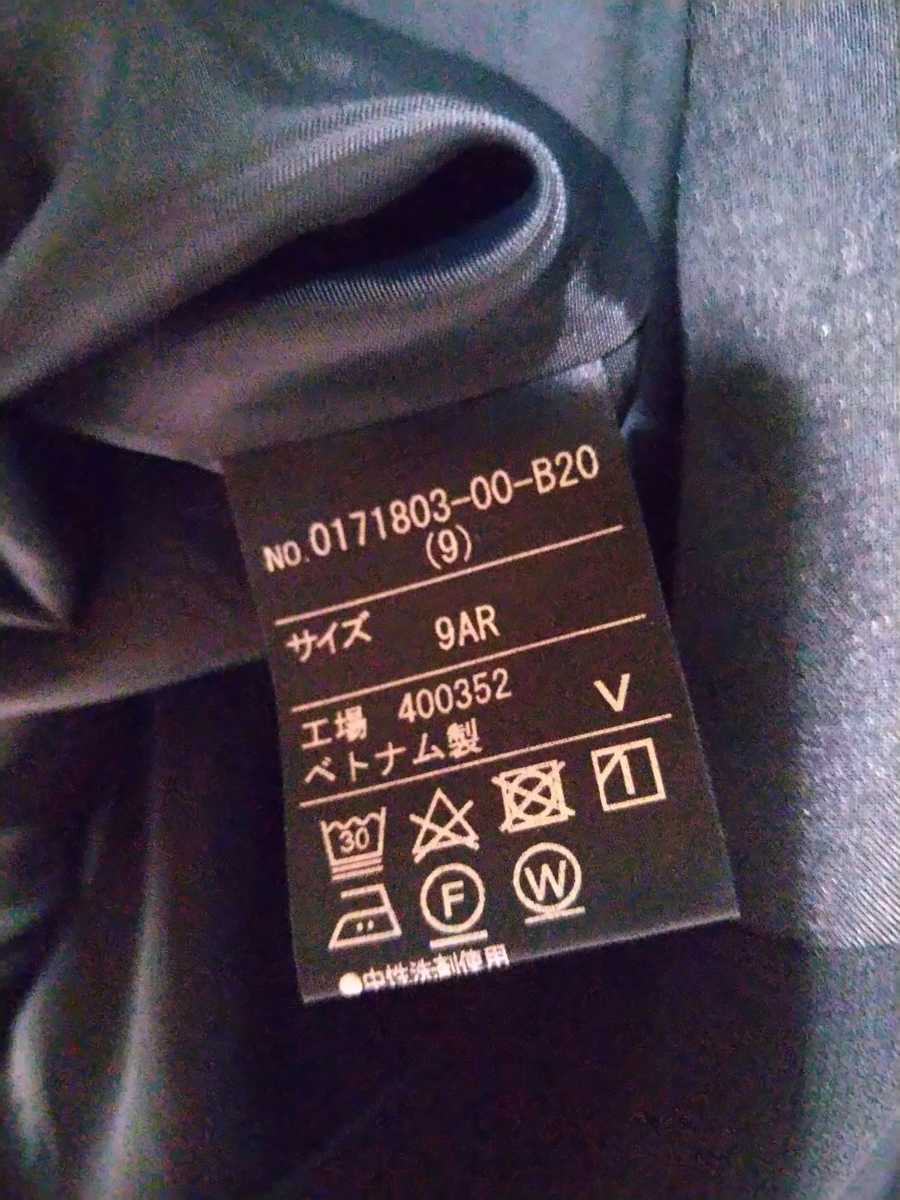 NO.0171803-00-B20
(9)
サイズ 9AR
工場 400352 V
ベトナム製
30
F W
●中性洗剤使用